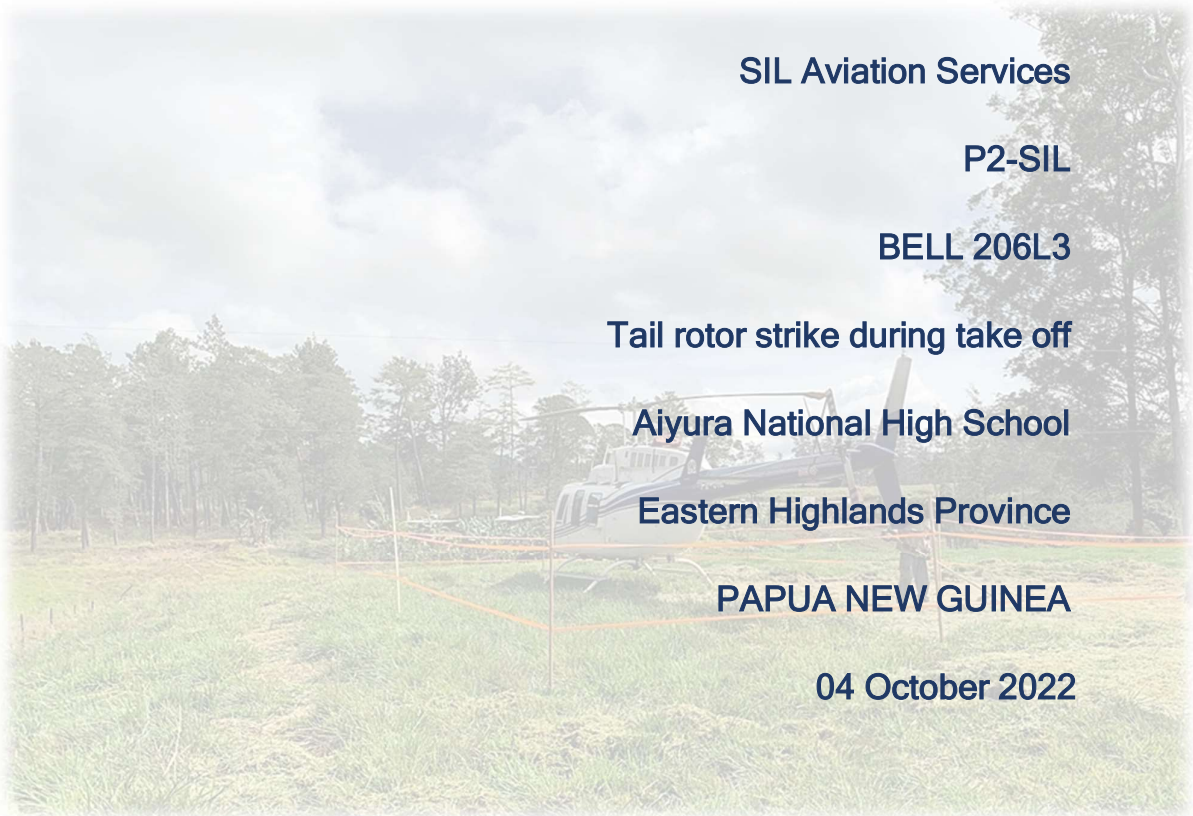 SIL Aviation Services
P2-SIL
BELL 206L3
Tail rotor strike during take off
Aiyura National High School
Eastern Highlands Province
PAPUA NEW GUINEA
04 October 2022